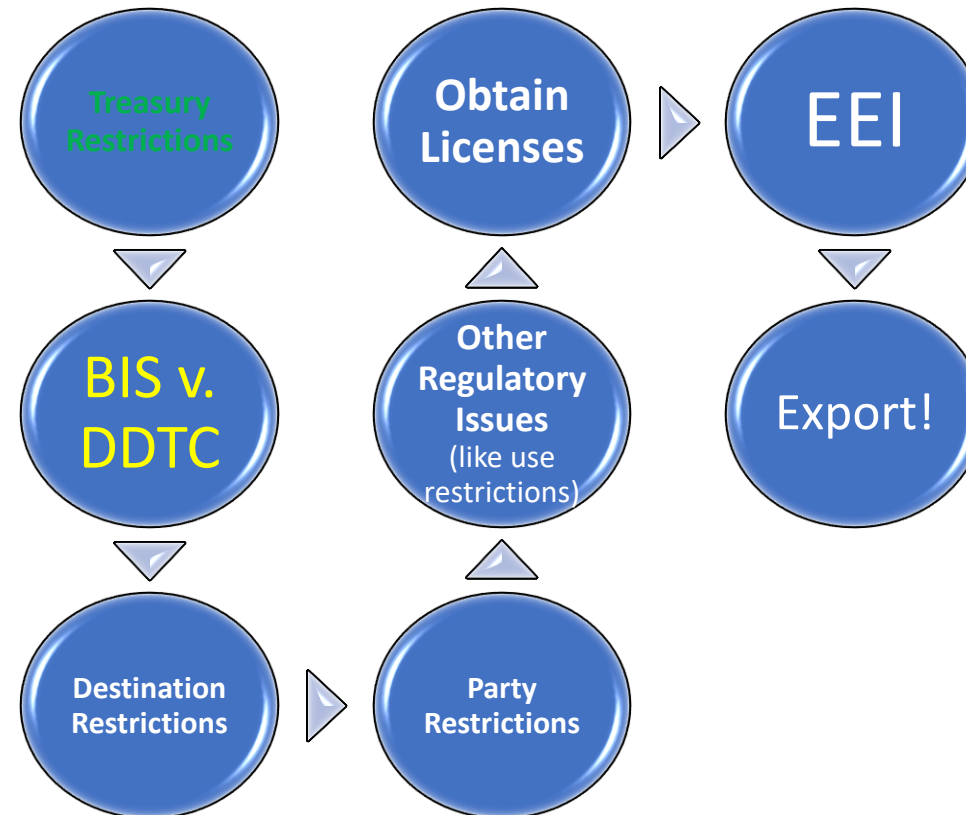 Treasury
Restrictions
BIS v.
DDTC
Destination
Restrictions
Party
Restrictions
Other
Regulatory
Issues
(like use
restrictions)
Obtain
Licenses
EEI
Export!